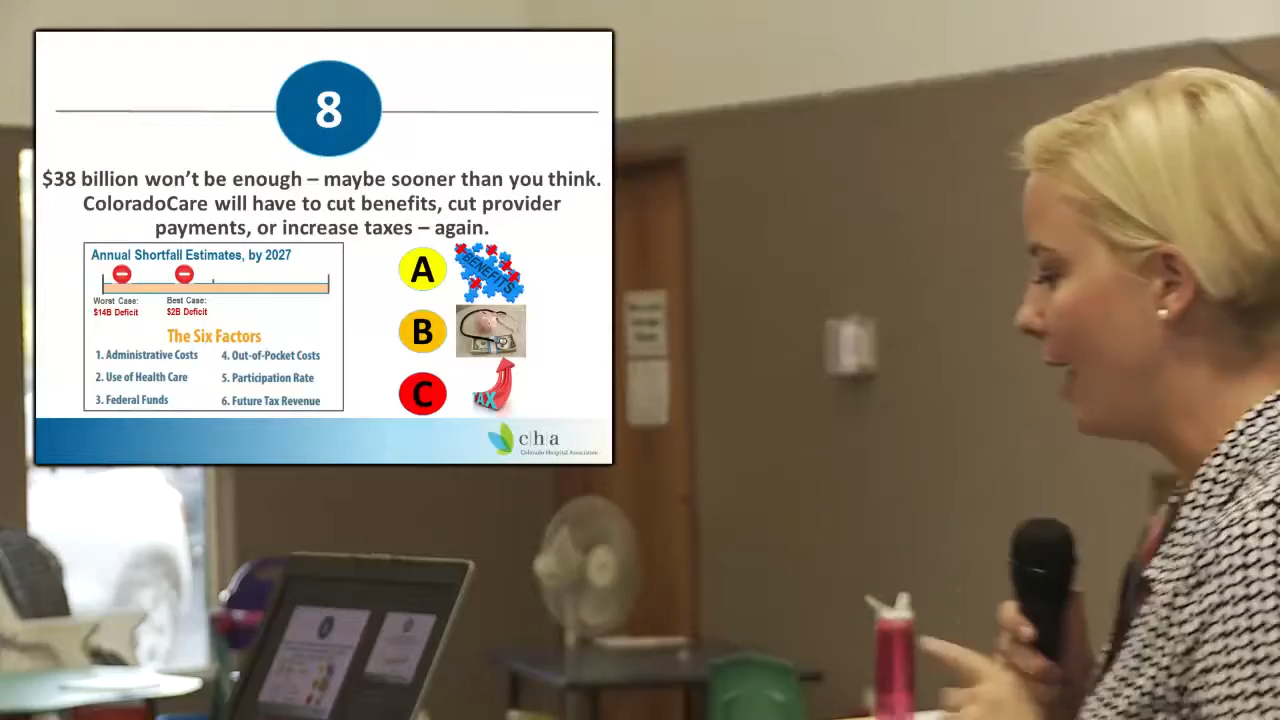 8
$38 billion won't be enough – maybe sooner than you think.
ColoradoCare will have to cut benefits, cut provider
payments, or increase taxes – again.
Annual Shortfall Estimates, by 2027
Worst Case:
$14B Deficit
Best Case:
$2B Deficit
The Six Factors
1. Administrative Costs
4. Out-of-Pocket Costs
2. Use of Health Care
5. Participation Rate
3. Federal Funds
6. Future Tax Revenue
A
BENEFITS
B
C
TAX
c|h|a
Colorado Hospital Association